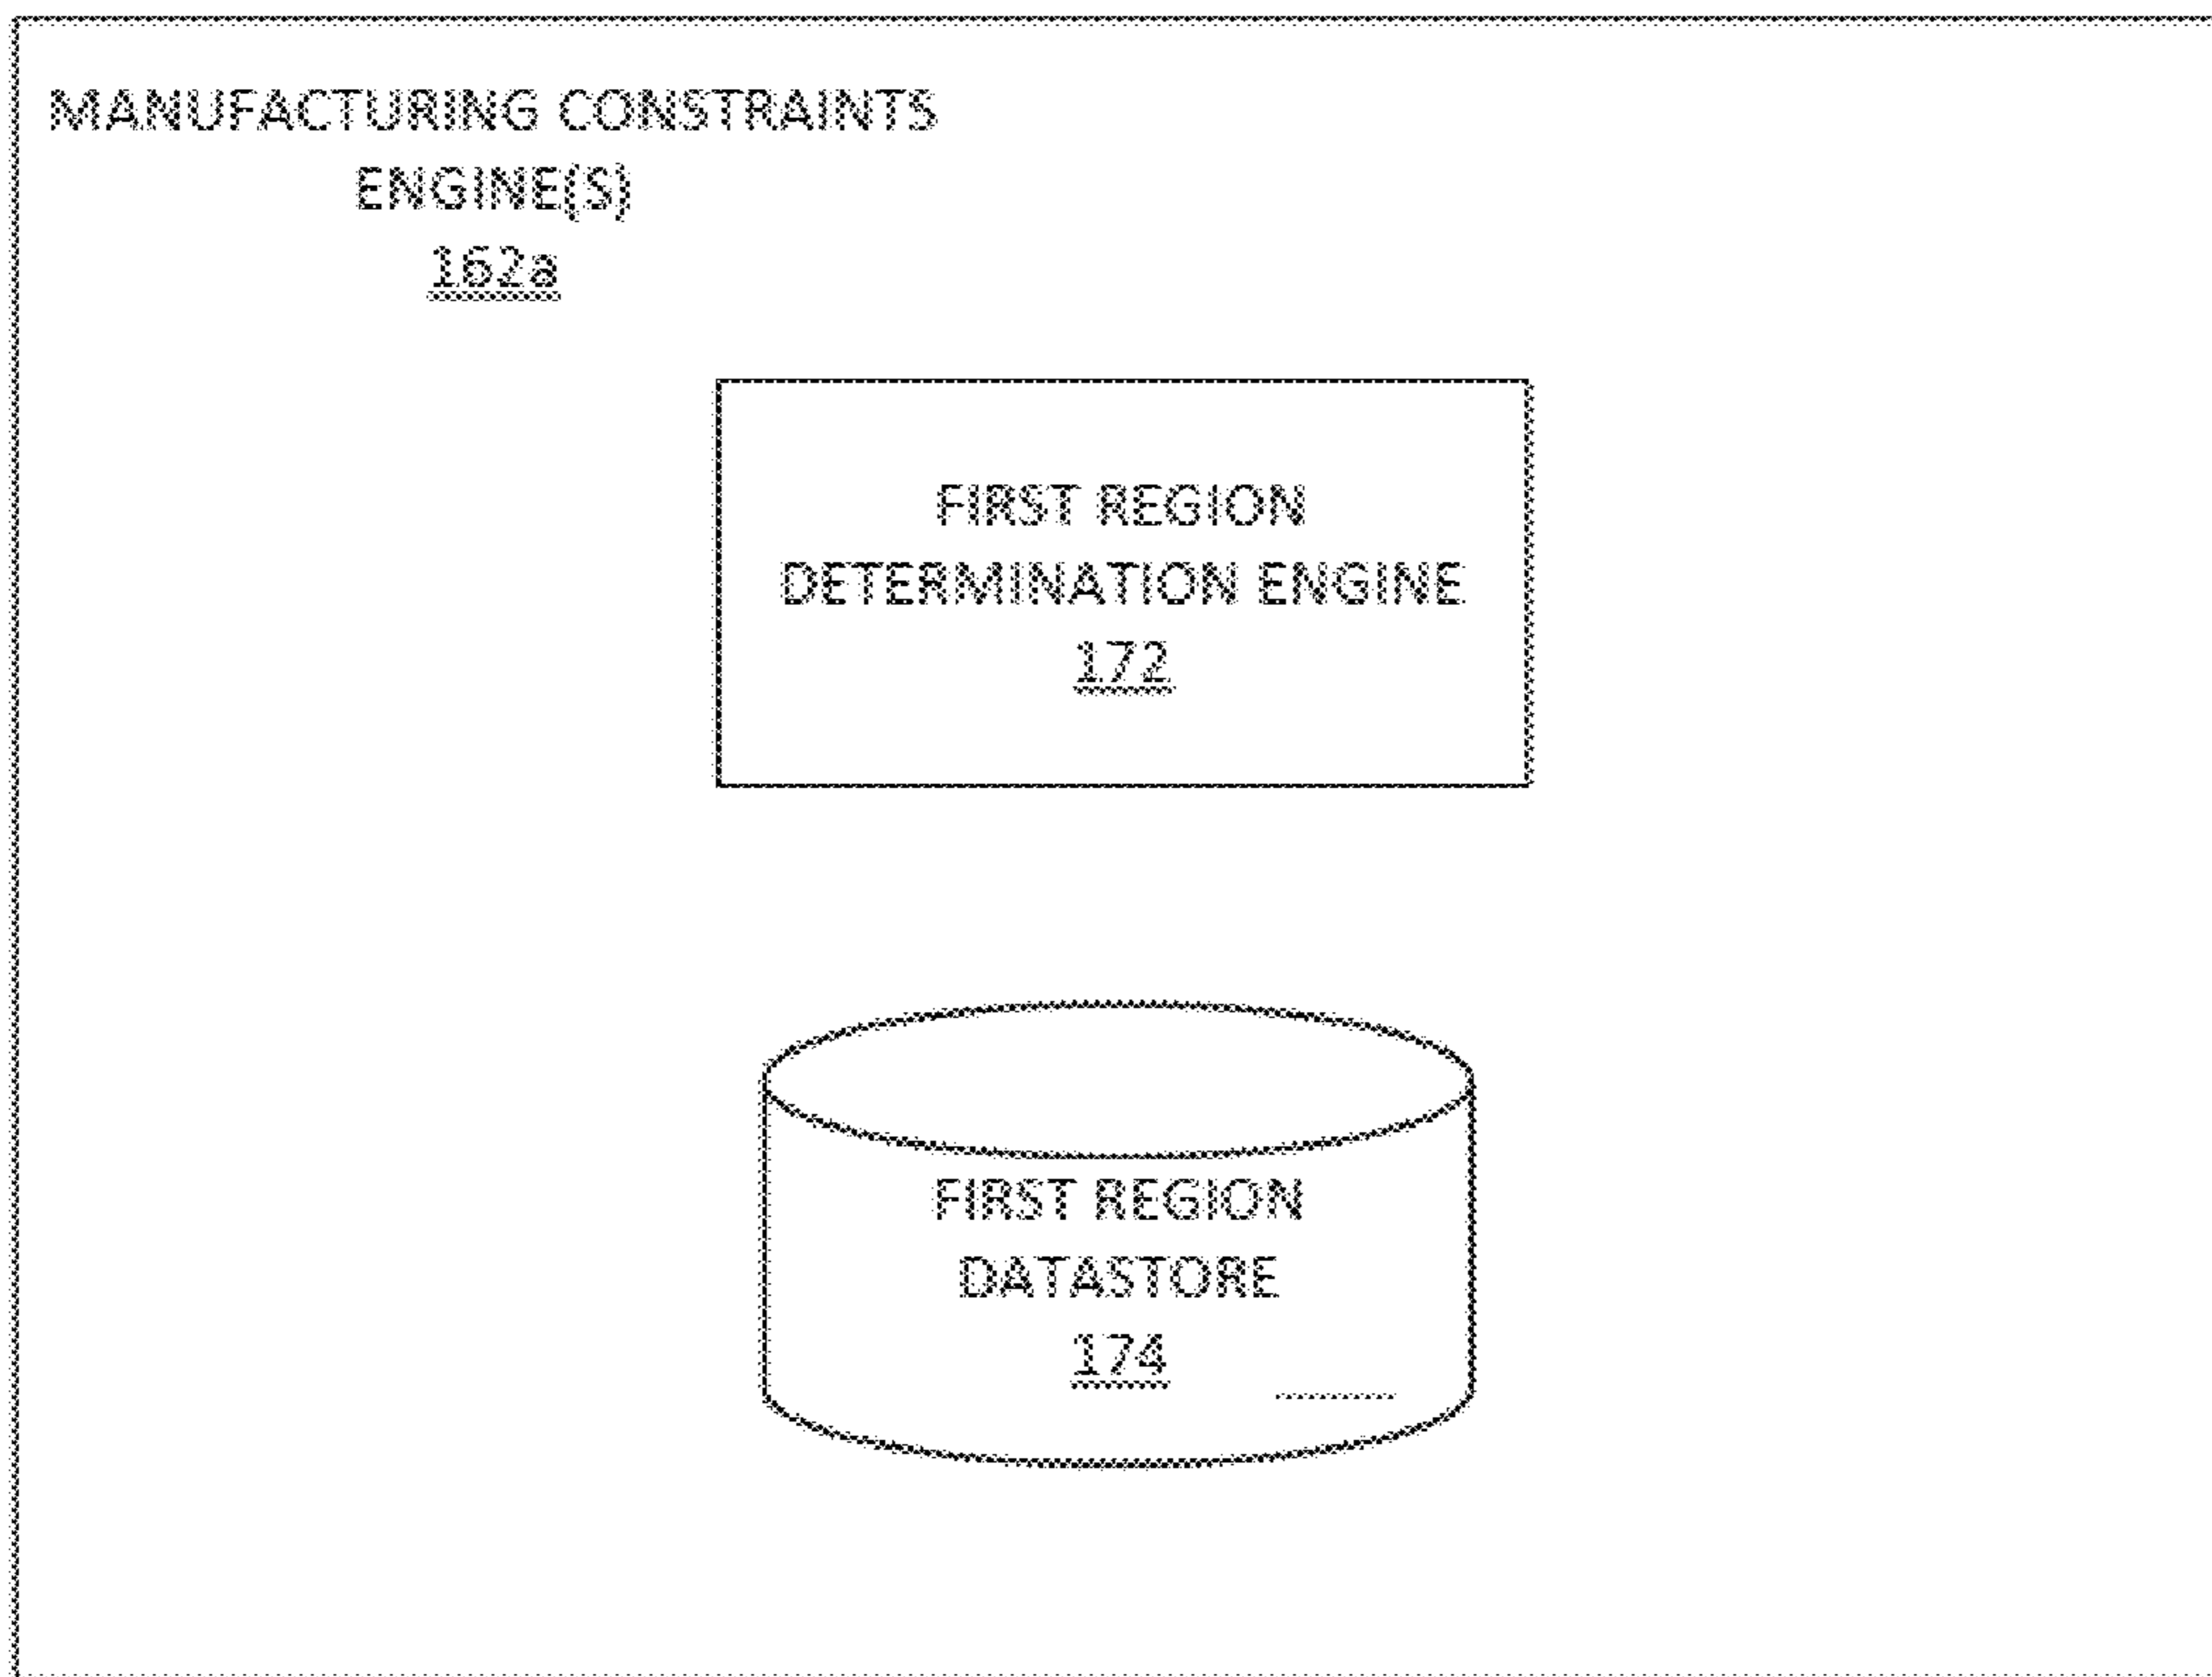 MANUFACTURING CONSTRAINTS
ENGINE(S)
162a
FIRST REGION
DETERMINATION ENGINE
172
FIRST REGION
DATASTORE
174